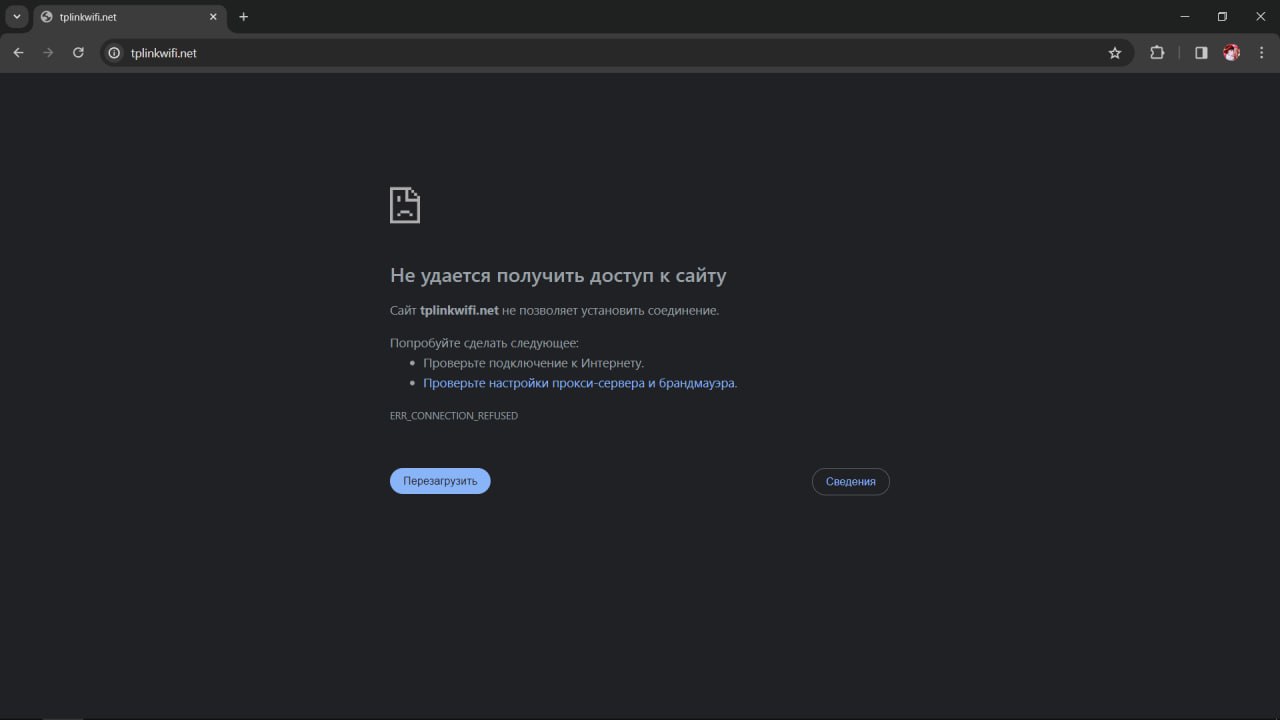 tplinkwifi.net
tplinkwifi.net
Не удается получить доступ к сайту
Сайт tplinkwifi.net не позволяет установить соединение.
Попробуйте сделать следующее:
Проверьте подключение к Интернету.
Проверьте настройки прокси-сервера и брандмауэра.
ERR_CONNECTION_REFUSED
Перезагрузить
Сведения